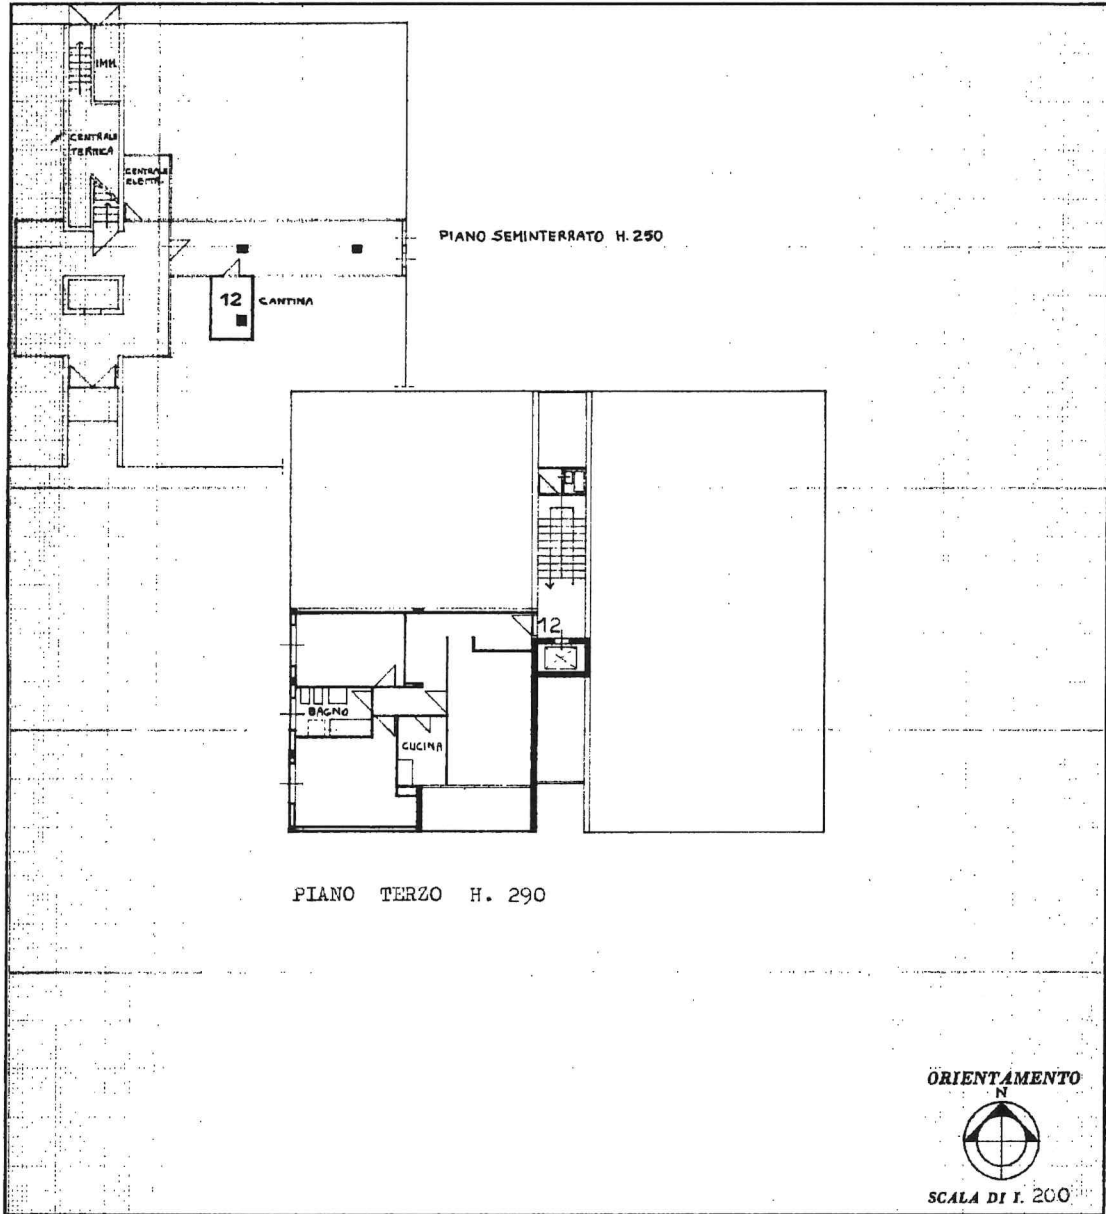 IMM.
CENTRALE
TERMICA
CENTRALE
ELETTR.
PIANO SEMINTERRATO H. 250
12 CANTINA
12
BAGNO
CUCINA
PIANO TERZO H. 290
ORIENTAMENTO
N
SCALA DI 1. 200